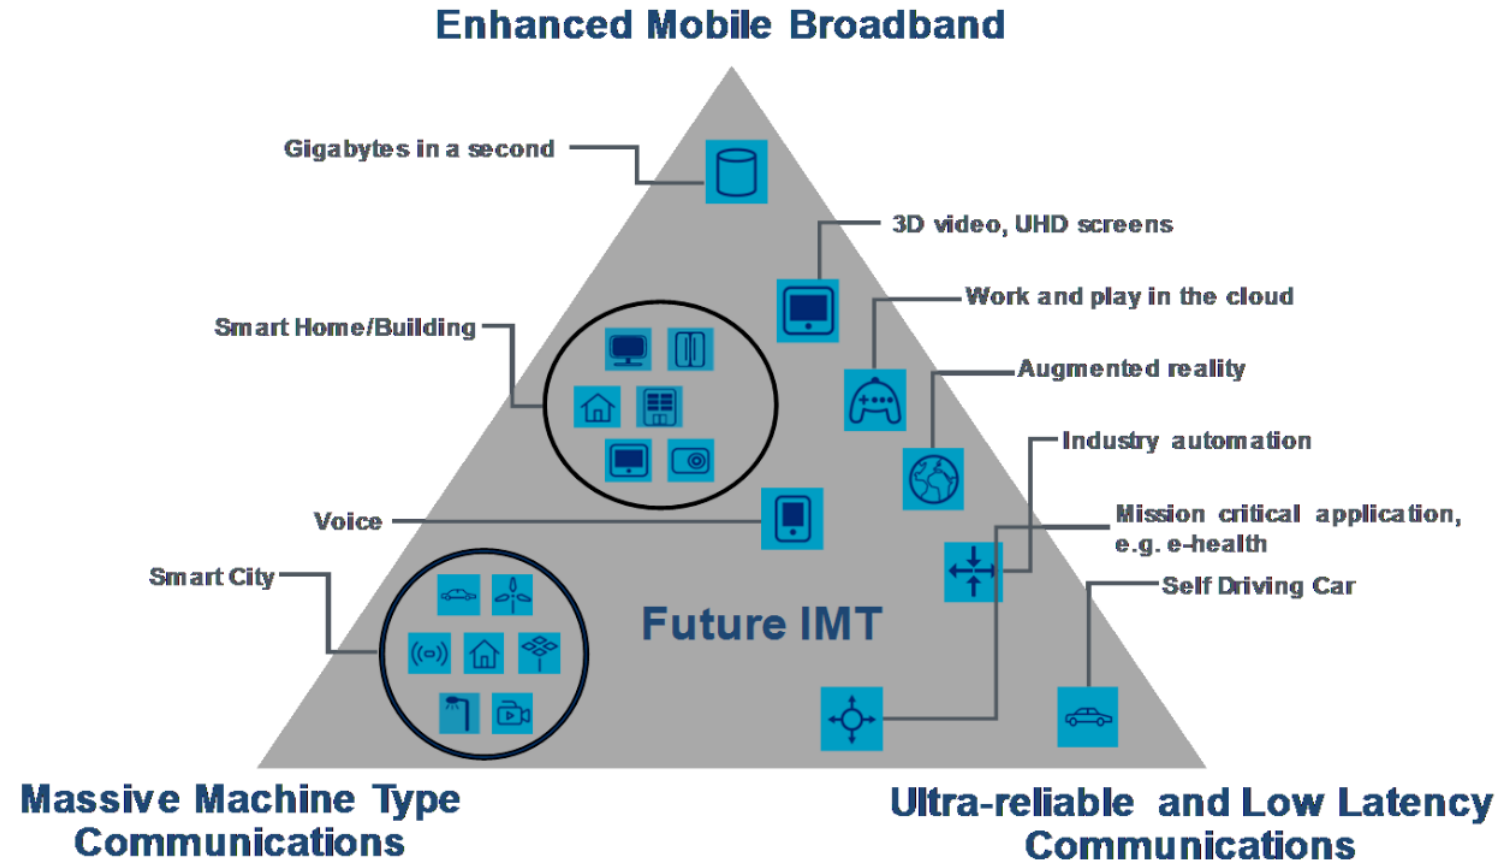 Enhanced Mobile Broadband
Gigabytes in a second
3D video, UHD screens
Work and play in the cloud
Smart Home/Building
Augmented reality
Industry automation
Voice
Mission critical application,
e.g. e-health
Smart City
Self Driving Car
Future IMT
Massive Machine Type
Communications
Ultra-reliable and Low Latency
Communications